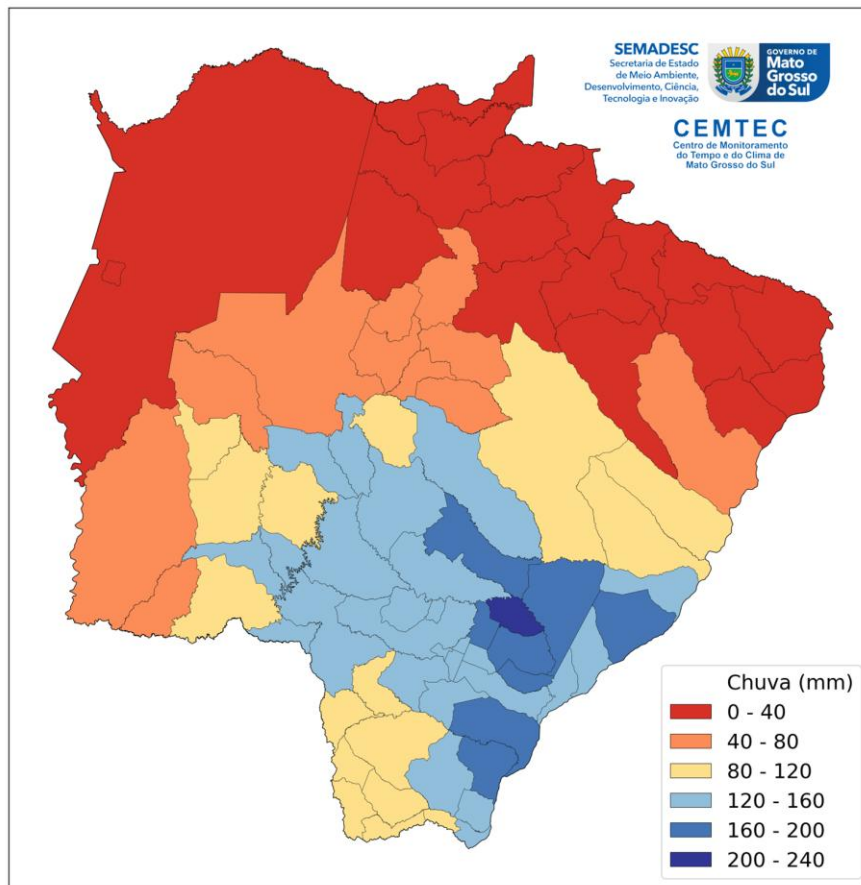 SEMADESC
Secretaria de Estado
de Meio Ambiente,
Desenvolvimento, Ciência,
Tecnologia e Inovação
GOVERNO DE
Mato
Grosso
do Sul
CEMTEC
Centro de Monitoramento
do Tempo e do Clima de
Mato Grosso do Sul
Chuva (mm)
0 - 40
40 - 80
80 - 120
120 - 160
160 - 200
200 - 240